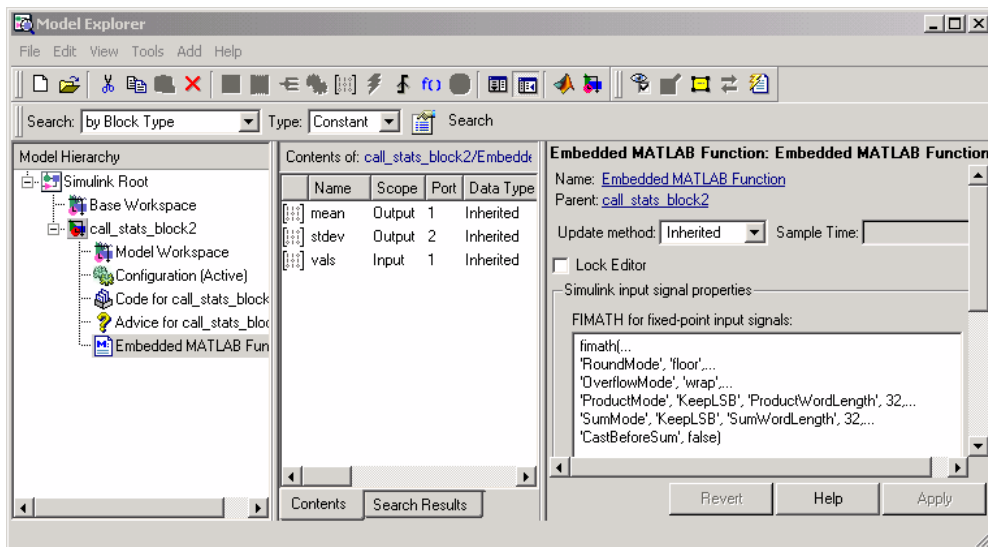 Model Explorer
File Edit View Tools Add Help
Search: by Block Type Type: Constant Search
Model Hierarchy
Simulink Root
Base Workspace
call_stats_block2
Model Workspace
Configuration (Active)
Code for call_stats_block
Advice for call_stats_bloc
Embedded MATLAB Fun
Contents of: call_stats_block2/Embedde
Name Scope Port Data Type
mean Output 1 Inherited
stdev Output 2 Inherited
vals Input 1 Inherited
Contents Search Results
Embedded MATLAB Function: Embedded MATLAB Function
Name: Embedded MATLAB Function
Parent: call_stats_block2
Update method: Inherited Sample Time:
Lock Editor
Simulink input signal properties
FIMATH for fixed-point input signals:
fimath(...
'RoundMode', 'floor',...
'OverflowMode', 'wrap',...
'ProductMode', 'KeepLSB', 'ProductWordLength', 32,...
'SumMode', 'KeepLSB', 'SumWordLength', 32,...
'CastBeforeSum', false)
Revert Help Apply